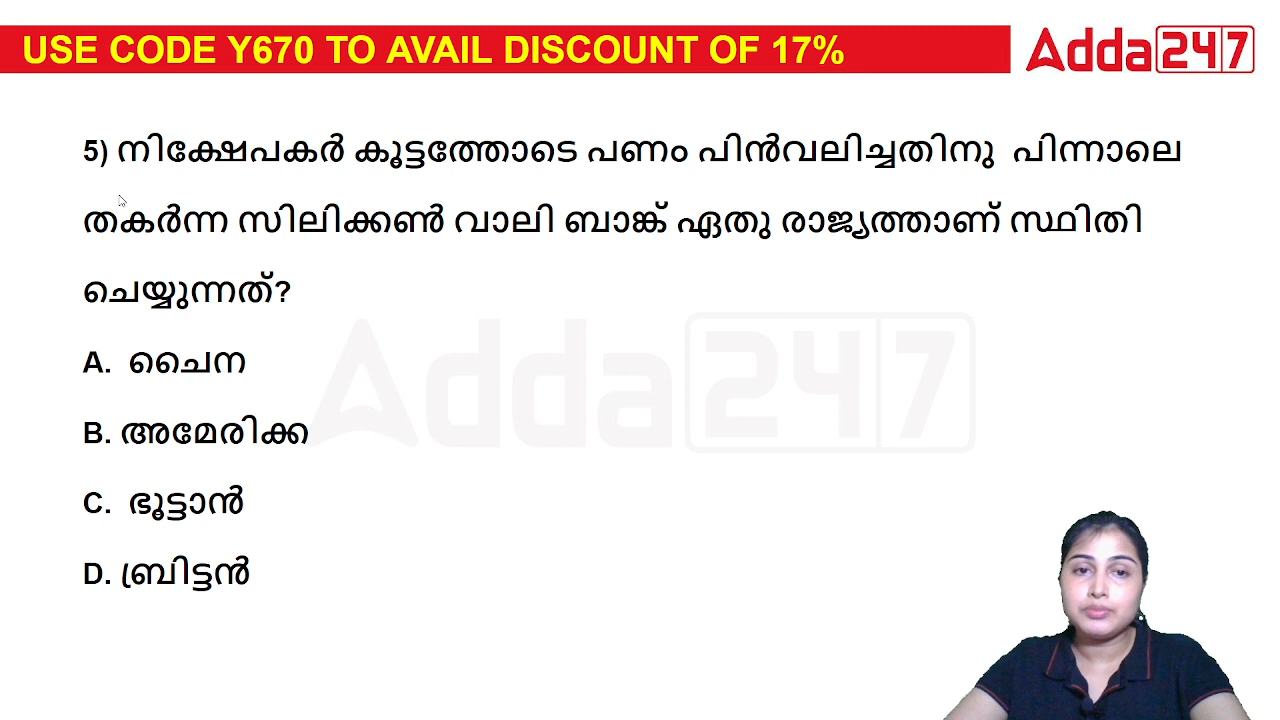 USE CODE Y670 TO AVAIL DISCOUNT OF 17%
Adda247
5) നിക്ഷേപകർ കൂട്ടത്തോടെ പണം പിൻവലിച്ചതിനു പിന്നാലെ
തകർന്ന സിലിക്കൺ വാലി ബാങ്ക് ഏതു രാജ്യത്താണ് സ്ഥിതി
ചെയ്യുന്നത്?
A. ചൈന
B. അമേരിക്ക
C. ഭൂട്ടാൻ
D. ബ്രിട്ടൻ
Adda247